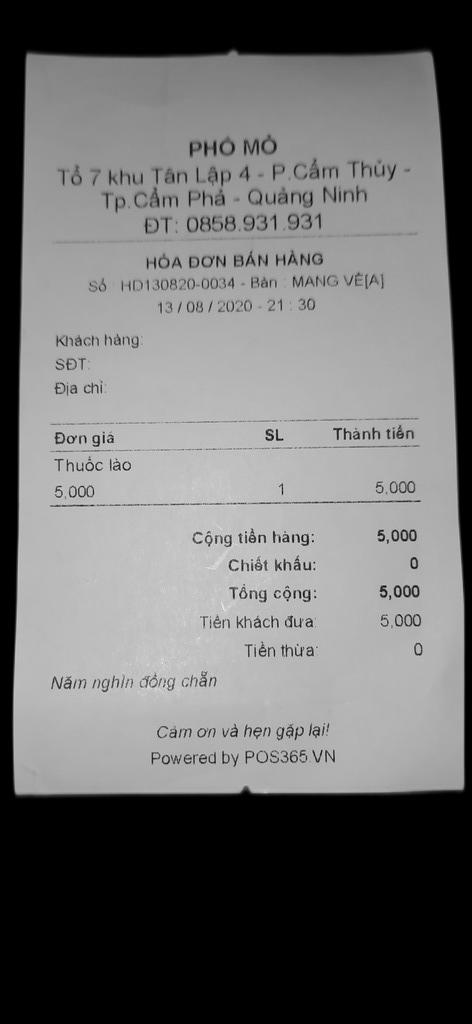 PHỐ MỎ
Tổ 7 khu Tân Lập 4 - P.Cẩm Thủy -
Tp.Cẩm Phả - Quảng Ninh
ĐT: 0858.931.931
HÓA ĐƠN BÁN HÀNG
Số : HD130820-0034 - Bàn : MANG VỀ[A]
13 / 08 / 2020 - 21 : 30
Khách hàng:
SĐT:
Địa chỉ:
Đơn giá SL Thành tiền
Thuốc lào
5,000 1 5,000
Cộng tiền hàng: 5,000
Chiết khấu: 0
Tổng cộng: 5,000
Tiền khách đưa: 5,000
Tiền thừa: 0
Năm nghìn đồng chẵn
Cảm ơn và hẹn gặp lại!
Powered by POS365.VN